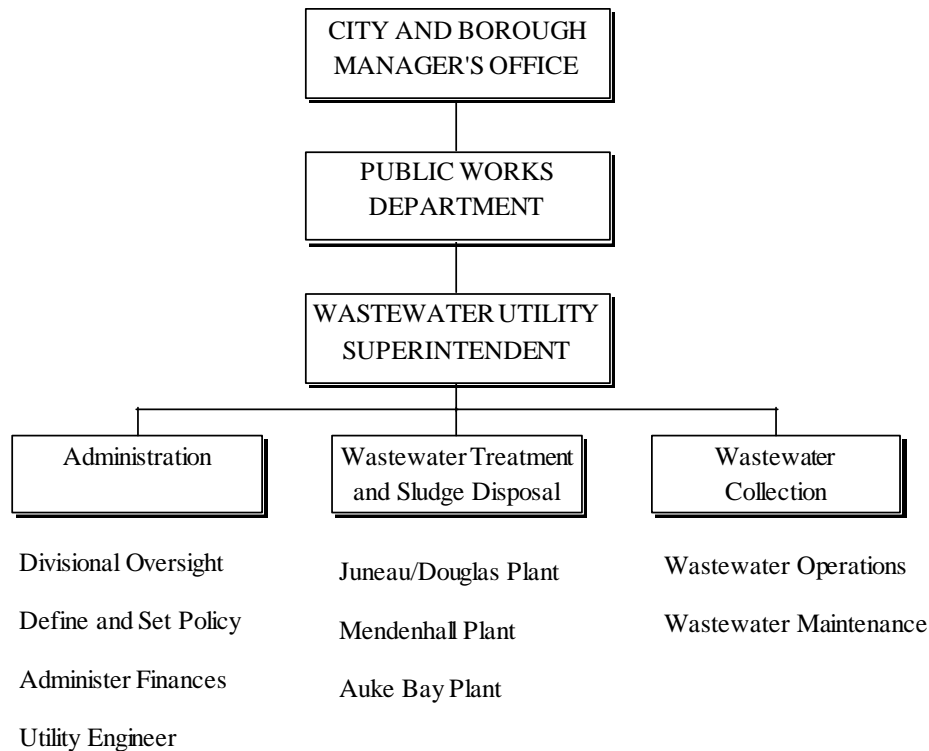 CITY AND BOROUGH
MANAGER'S OFFICE
PUBLIC WORKS
DEPARTMENT
WASTEWATER UTILITY
SUPERINTENDENT
Administration
Wastewater Treatment
and Sludge Disposal
Wastewater
Collection
Divisional Oversight
Define and Set Policy
Administer Finances
Utility Engineer
Juneau/Douglas Plant
Mendenhall Plant
Auke Bay Plant
Wastewater Operations
Wastewater Maintenance